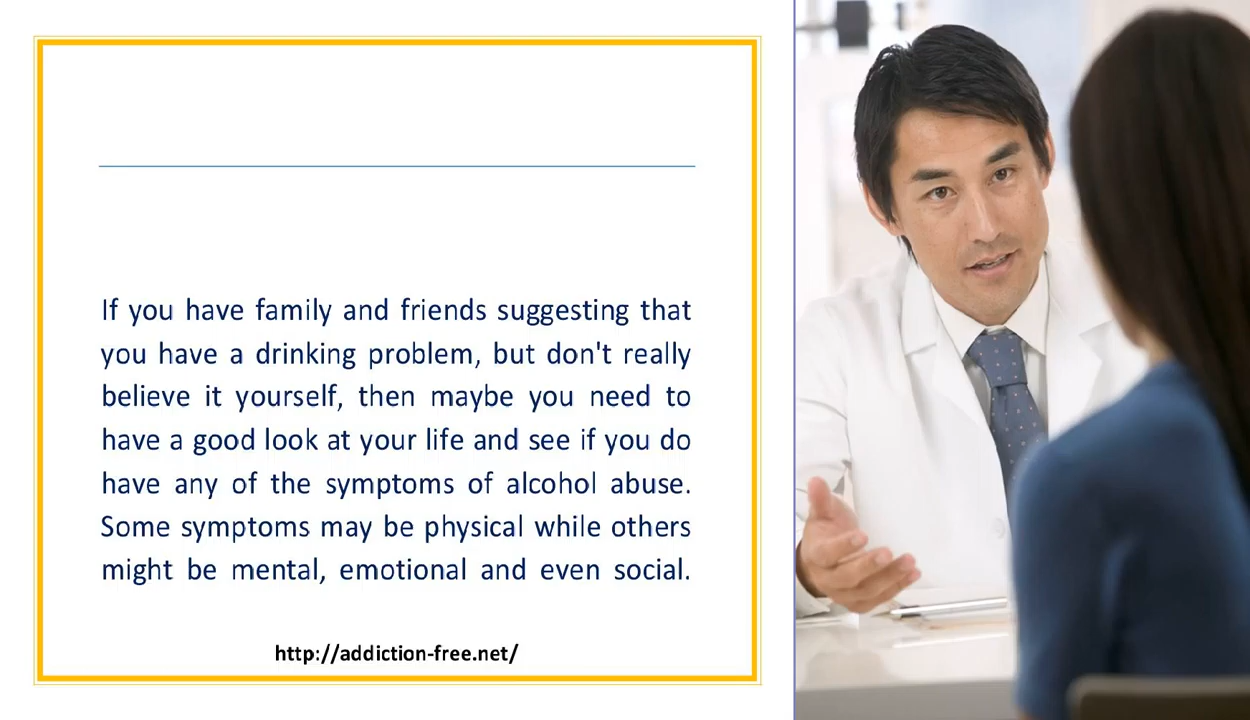 If you have family and friends suggesting that
you have a drinking problem, but don't really
believe it yourself, then maybe you need to
have a good look at your life and see if you do
have any of the symptoms of alcohol abuse.
Some symptoms may be physical while others
might be mental, emotional and even social.
http://addiction-free.net/